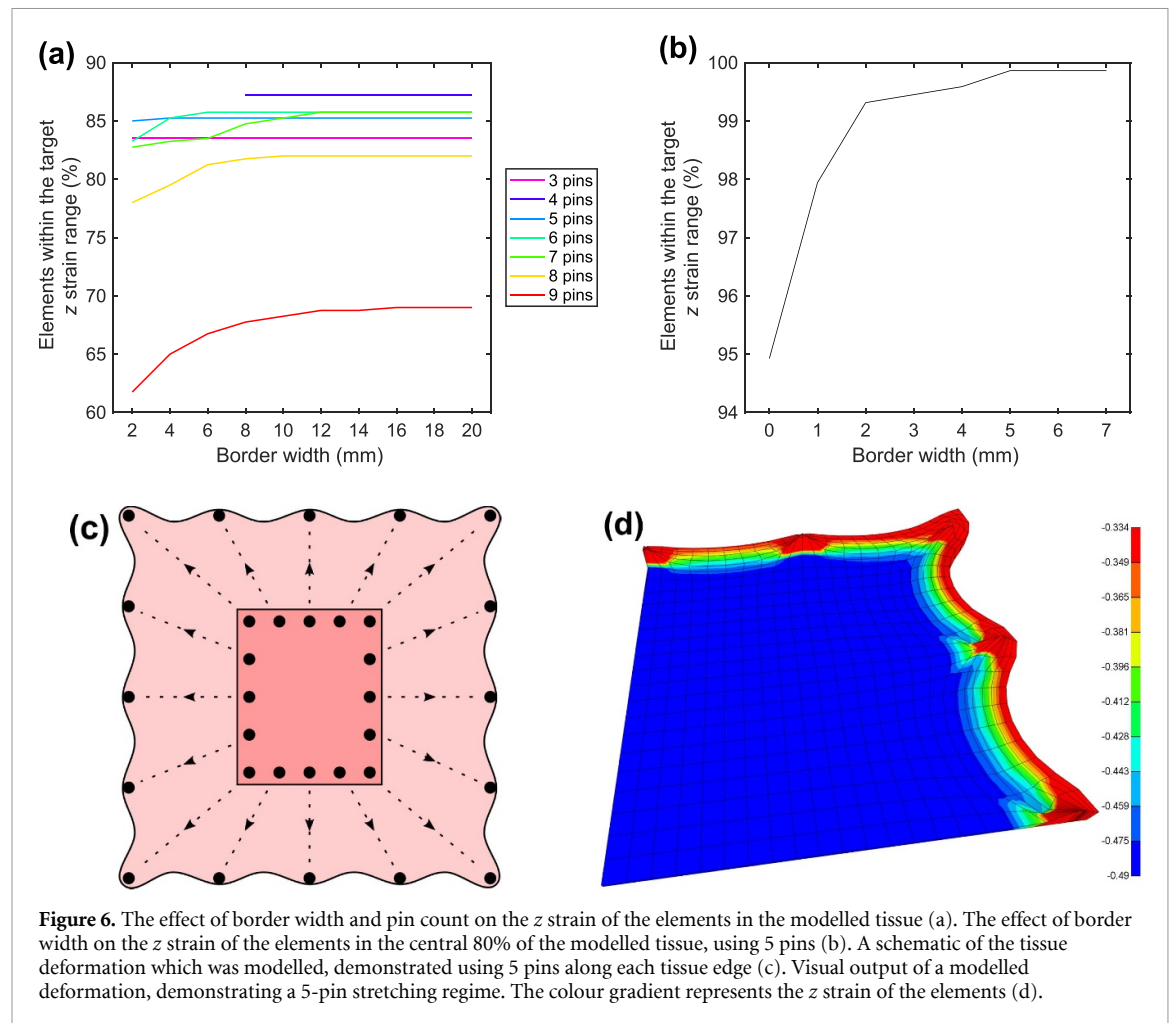 (a)
90
85
80
75
70
65
60
Elements within the target
z strain range (%)
2 4 6 8 10 12 14 16 18 20
Border width (mm)
3 pins
4 pins
5 pins
6 pins
7 pins
8 pins
9 pins
(b)
100
99
98
97
96
95
94
Elements within the target
z strain range (%)
0 1 2 3 4 5 6 7
Border width (mm)
(c)
(d)
-0.334
-0.349
-0.365
-0.381
-0.396
-0.412
-0.428
-0.443
-0.459
-0.475
-0.49
Figure 6. The effect of border width and pin count on the z strain of the elements in the modelled tissue (a). The effect of border
width on the z strain of the elements in the central 80% of the modelled tissue, using 5 pins (b). A schematic of the tissue
deformation which was modelled, demonstrated using 5 pins along each tissue edge (c). Visual output of a modelled
deformation, demonstrating a 5-pin stretching regime. The colour gradient represents the z strain of the elements (d).